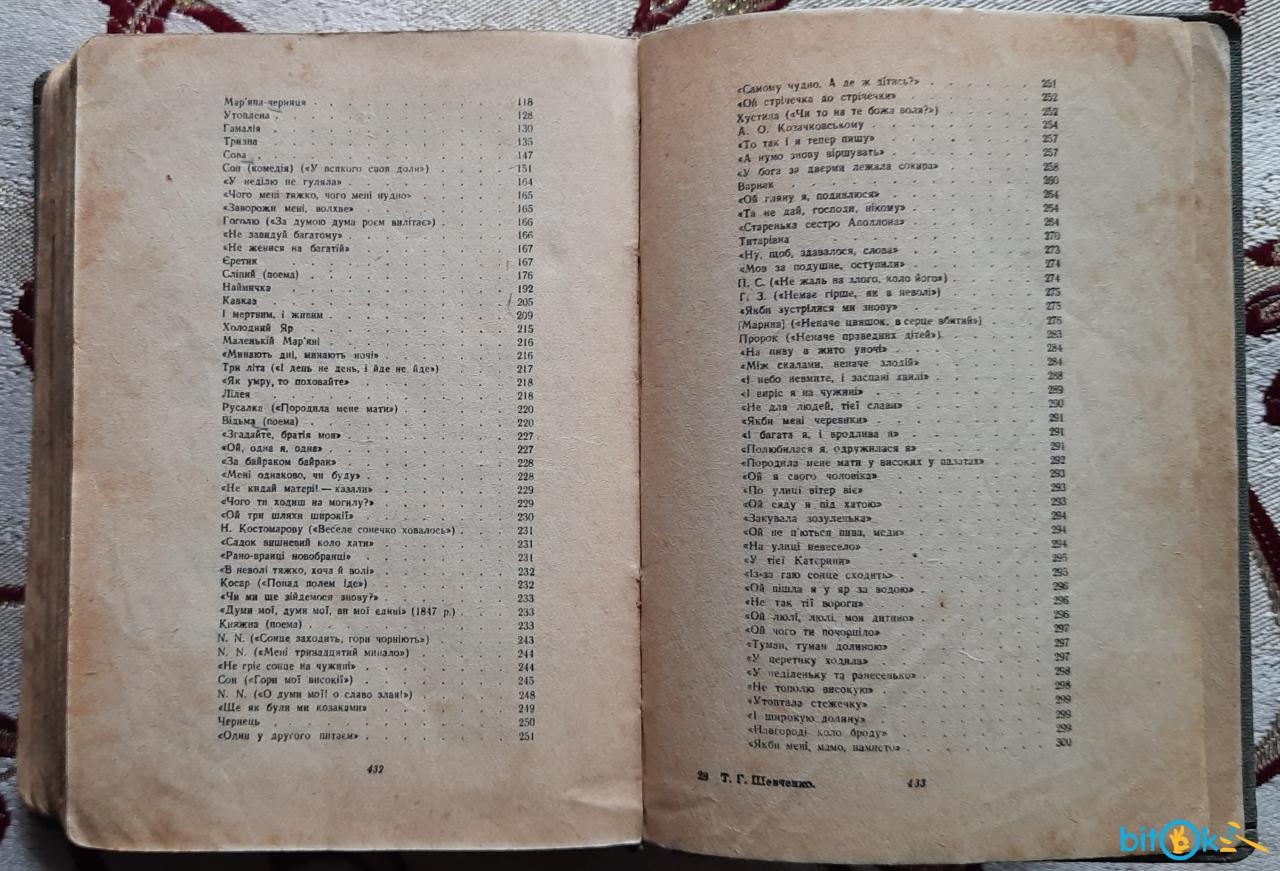 Мар'яна-черниця 118
Утоплена 128
Гамалія 130
Тризна 135
Сова 147
Сон (комедія) («У всякого своя доля») 151
«У неділю не гуляла» 164
«Чого мені тяжко, чого мені нудно» 165
«Заворожи мені, волхве» 165
Гоголю («За думою дума роєм вилітає») 166
«Не завидуй багатому» 166
«Не женися на багатій» 167
Єретик 167
Сліпий (поема) 176
Наймичка 192
Кавказ 205
І мертвим, і живим 209
Холодний Яр 215
Маленькій Мар'яні 216
«Минають дні, минають ночі» 216
Три літа («І день не день, і йде не йде») 217
«Як умру, то поховайте» 218
Лілея 218
Русалка («Породила мене мати») 220
Відьма (поема) 220
«Згадайте, братія моя» 227
«Ой, одна я, одна» 227
«За байраком байрак» 228
«Мені однаково, чи буду» 228
«Не кидай матері! — казали» 229
«Чого ти ходиш на могилу?» 229
«Ой три шляхи широкії» 230
Н. Костомарову («Веселе сонечко ховалось») 231
«Садок вишневий коло хати» 231
«Рано-вранці новобранці» 231
«В неволі тяжко, хоча й волі» 232
Косар («Понад полем іде») 232
«Чи ми ще зійдемося знову?» 233
«Думи мої, думи мої, ви мої єдині» (1847 р.) 233
Княжна (поема) 233
N. N. («Сонце заходить, гори чорніють») 243
N. N. («Мені тринадцятий минало») 244
«Не гріє сонце на чужині» 244
Сон («Гори мої високії») 245
N. N. («О думи мої! о славо злая!») 248
«Ще як були ми козаками» 249
Чернець 250
«Один у другого питаєм» 251
432
«Самому чудно. А де ж дітись?» 251
«Ой стрічечка до стрічечки» 252
Хустина («Чи то на те божа воля?») 252
А. О. Козачковському 254
«То так і я тепер пишу» 257
«А нумо знову віршувать» 257
«У бога за дверми лежала сокира» 258
Варнак 260
«Ой гляну я, подивлюся» 264
«Та не дай, господи, нікому» 264
«Старенька сестро Аполлона» 264
Титарівна 270
«Ну, щоб, здавалося, слова» 273
«Мов за подушне, оступили» 274
П. С. («Не жаль на злого, коло його») 274
Г. З. («Немає гірше, як в неволі») 275
«Якби зустрілися ми знову» 275
[Марина] («Неначе цвяшок, в серце вбитий») 276
Пророк («Неначе праведних дітей») 283
«На ниву в жито уночі» 284
«Між скалами, неначе злодій» 284
«І небо невмите, і заспані хвилі» 288
«І виріс я на чужині» 289
«Не для людей, тієї слави» 290
«Якби мені черевики» 291
«І багата я, і вродлива я» 291
«Полюбилася я, одружилася я» 291
«Породила мене мати у високих у палатах» 292
«Ой я свого чоловіка» 293
«По улиці вітер віє» 293
«Ой сяду я під хатою» 293
«Закувала зозуленька» 294
«Ой не п'ються пива, меди» 294
«На улиці невесело» 294
«У тієї Катерини» 295
«Із-за гаю сонце сходить» 295
«Ой пішла я у яр за водою» 296
«Не так тії вороги» 296
«Ой люлі, люлі, моя дитино» 296
«Ой чого ти почорніло» 297
«Туман, туман долиною» 297
«У перетику ходила» 297
«У неділеньку та ранесенько» 298
«Не тополю високую» 298
«Утоптала стежечку» 299
«І широкую долину» 299
«Навгороді коло броду» 299
«Якби мені, мамо, намисто» 300
28 Т. Г. Шевченко. 433
bitok